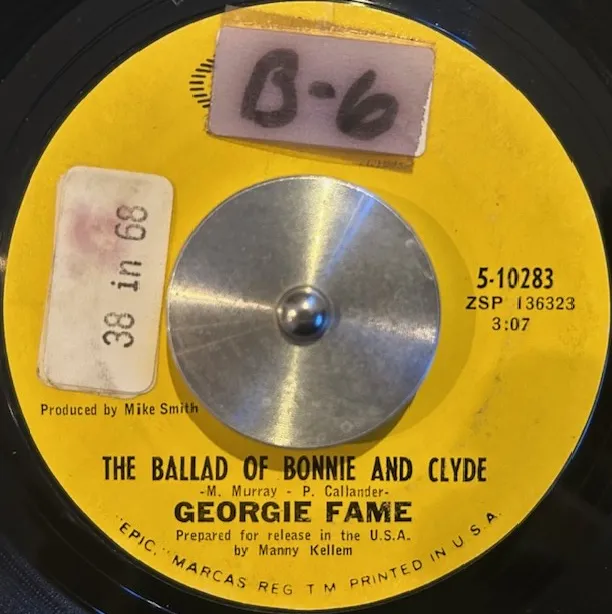 B-6
38 in 68
5-10283
ZSP 136323
3:07
Produced by Mike Smith
THE BALLAD OF BONNIE AND CLYDE
-M. Murray - P. Callander-
GEORGIE FAME
Prepared for release in the U.S.A.
by Manny Kellem
"EPIC," MARCAS REG. T M PRINTED IN U.S.A.